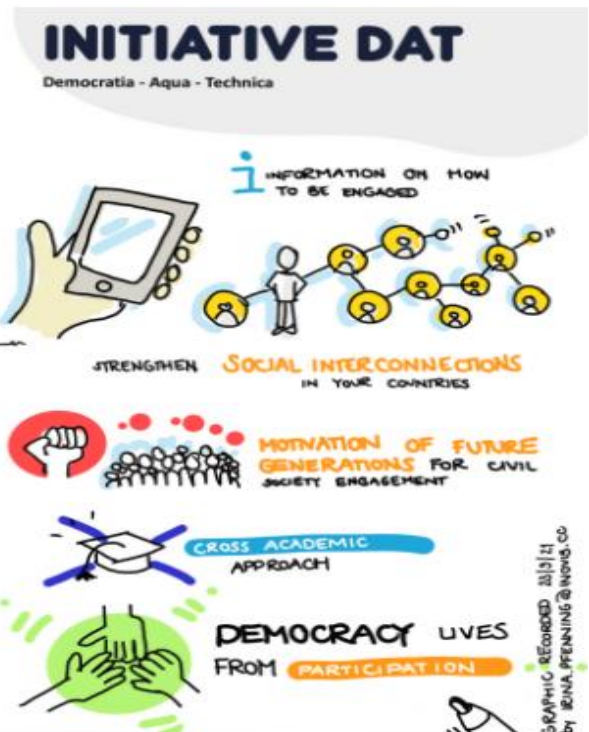 INITIATIVE DAT
Democratia - Aqua - Technica
i INFORMATION ON HOW
TO BE ENGAGED
STRENGTHEN SOCIAL INTERCONNECTIONS
IN YOUR COUNTRIES
MOTIVATION OF FUTURE
GENERATIONS FOR CIVIL
SOCIETY ENGAGEMENT
CROSS ACADEMIC
APPROACH
DEMOCRACY LIVES
FROM PARTICIPATION
GRAPHIC RECORDED 23|3|21
by IRINA.PFENNING@INOVIS.CC